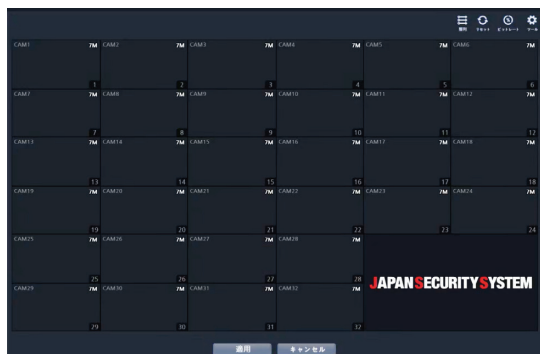 整列 リセット ビットレート ツール
CAM1 7M CAM2 7M CAM3 7M CAM4 7M CAM5 7M CAM6 7M
1 2 3 4 5 6
CAM7 7M CAM8 7M CAM9 7M CAM10 7M CAM11 7M CAM12 7M
7 8 9 10 11 12
CAM13 7M CAM14 7M CAM15 7M CAM16 7M CAM17 7M CAM18 7M
13 14 15 16 17 18
CAM19 7M CAM20 7M CAM21 7M CAM22 7M CAM23 7M CAM24 7M
19 20 21 22 23 24
CAM25 7M CAM26 7M CAM27 7M CAM28 7M
25 26 27 28
JAPAN SECURITY SYSTEM
CAM29 7M CAM30 7M CAM31 7M CAM32 7M
29 30 31 32
適用 キャンセル